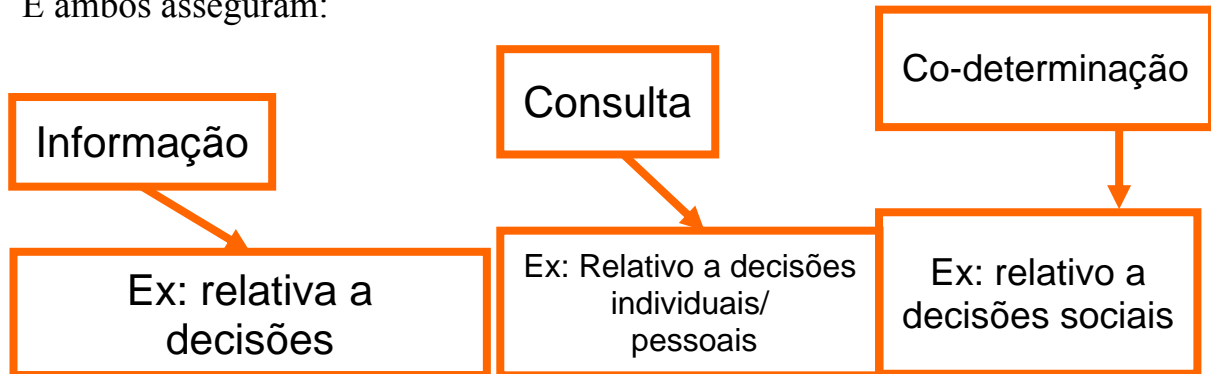 E ambos asseguram:
Informação
Consulta
Co-determinação
Ex: relativa a
decisões
Ex: Relativo a decisões
individuais/
pessoais
Ex: relativo a
decisões sociais